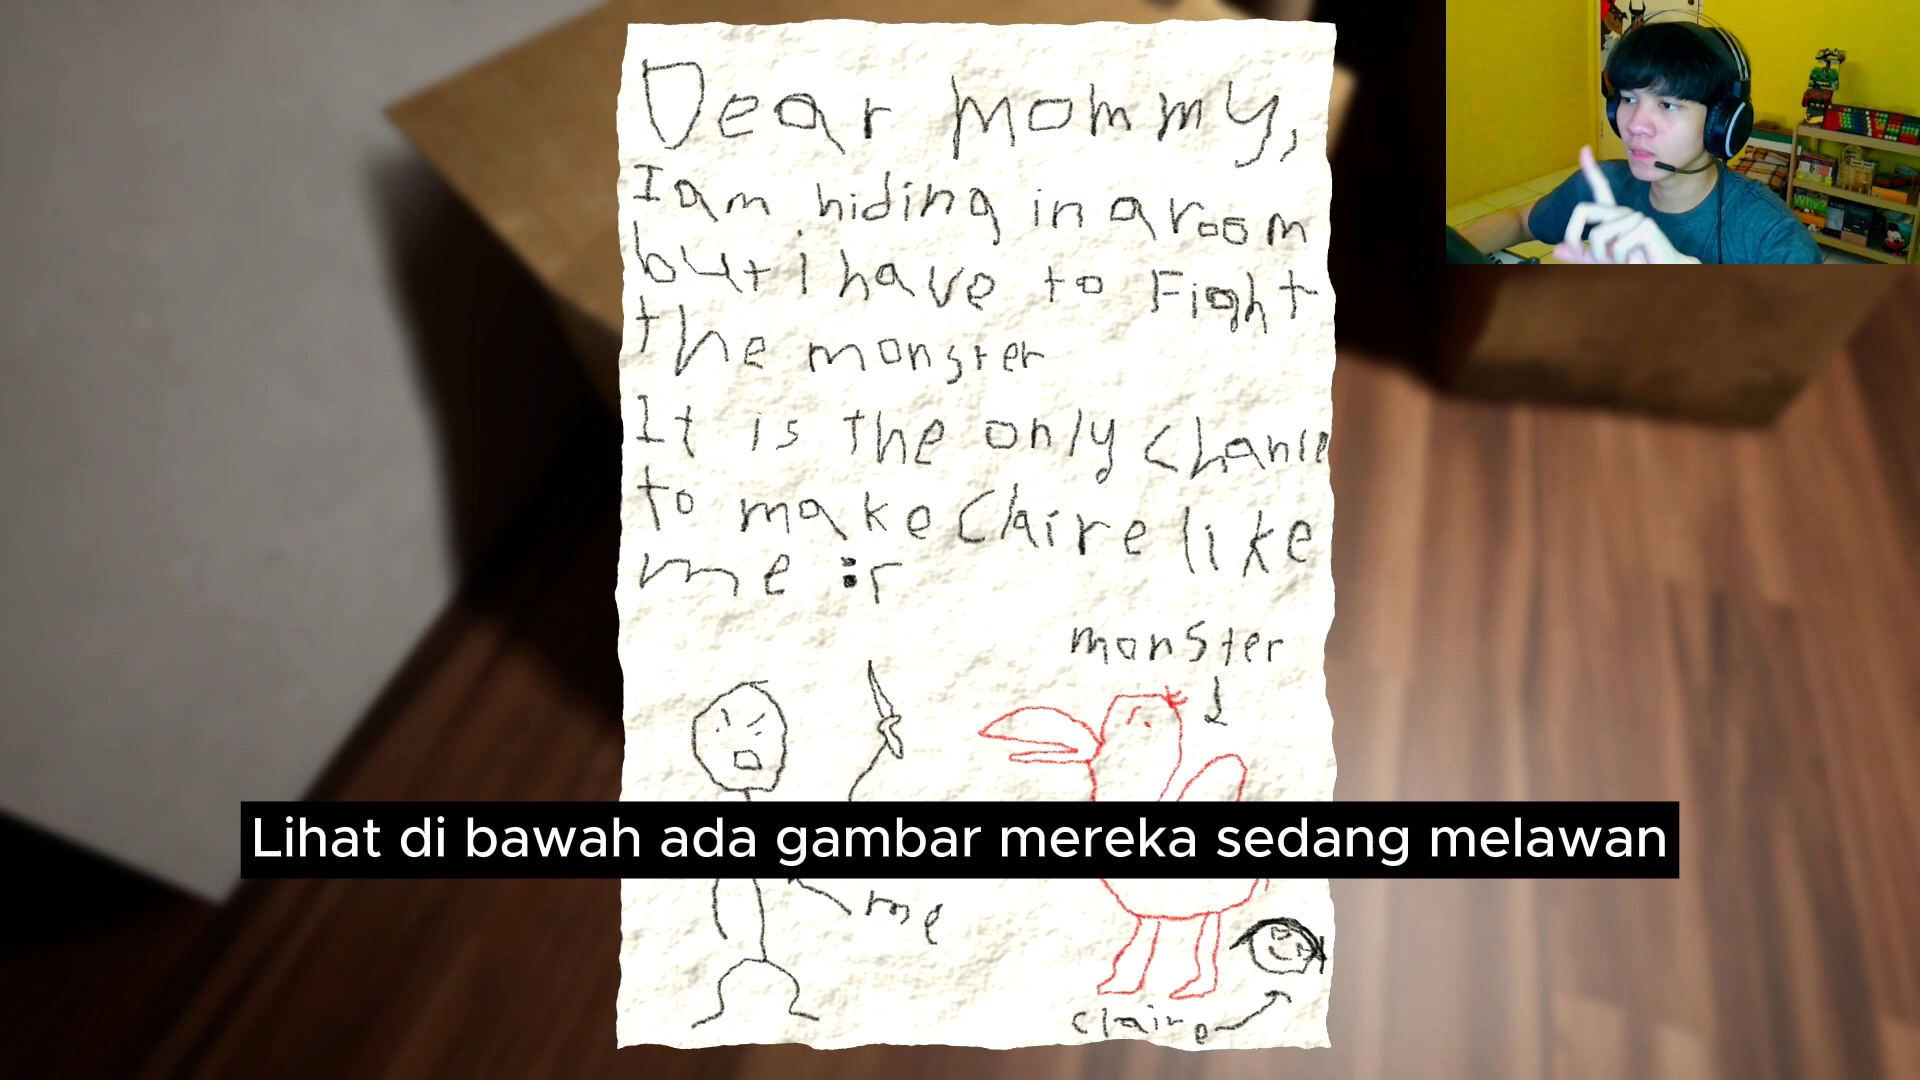 Dear mommy,
I am hiding in a room
but i have to Fight
the monster
It is the only chance
to make Claire like
me :r
monster
Lihat di bawah ada gambar mereka sedang melawan
me
claire